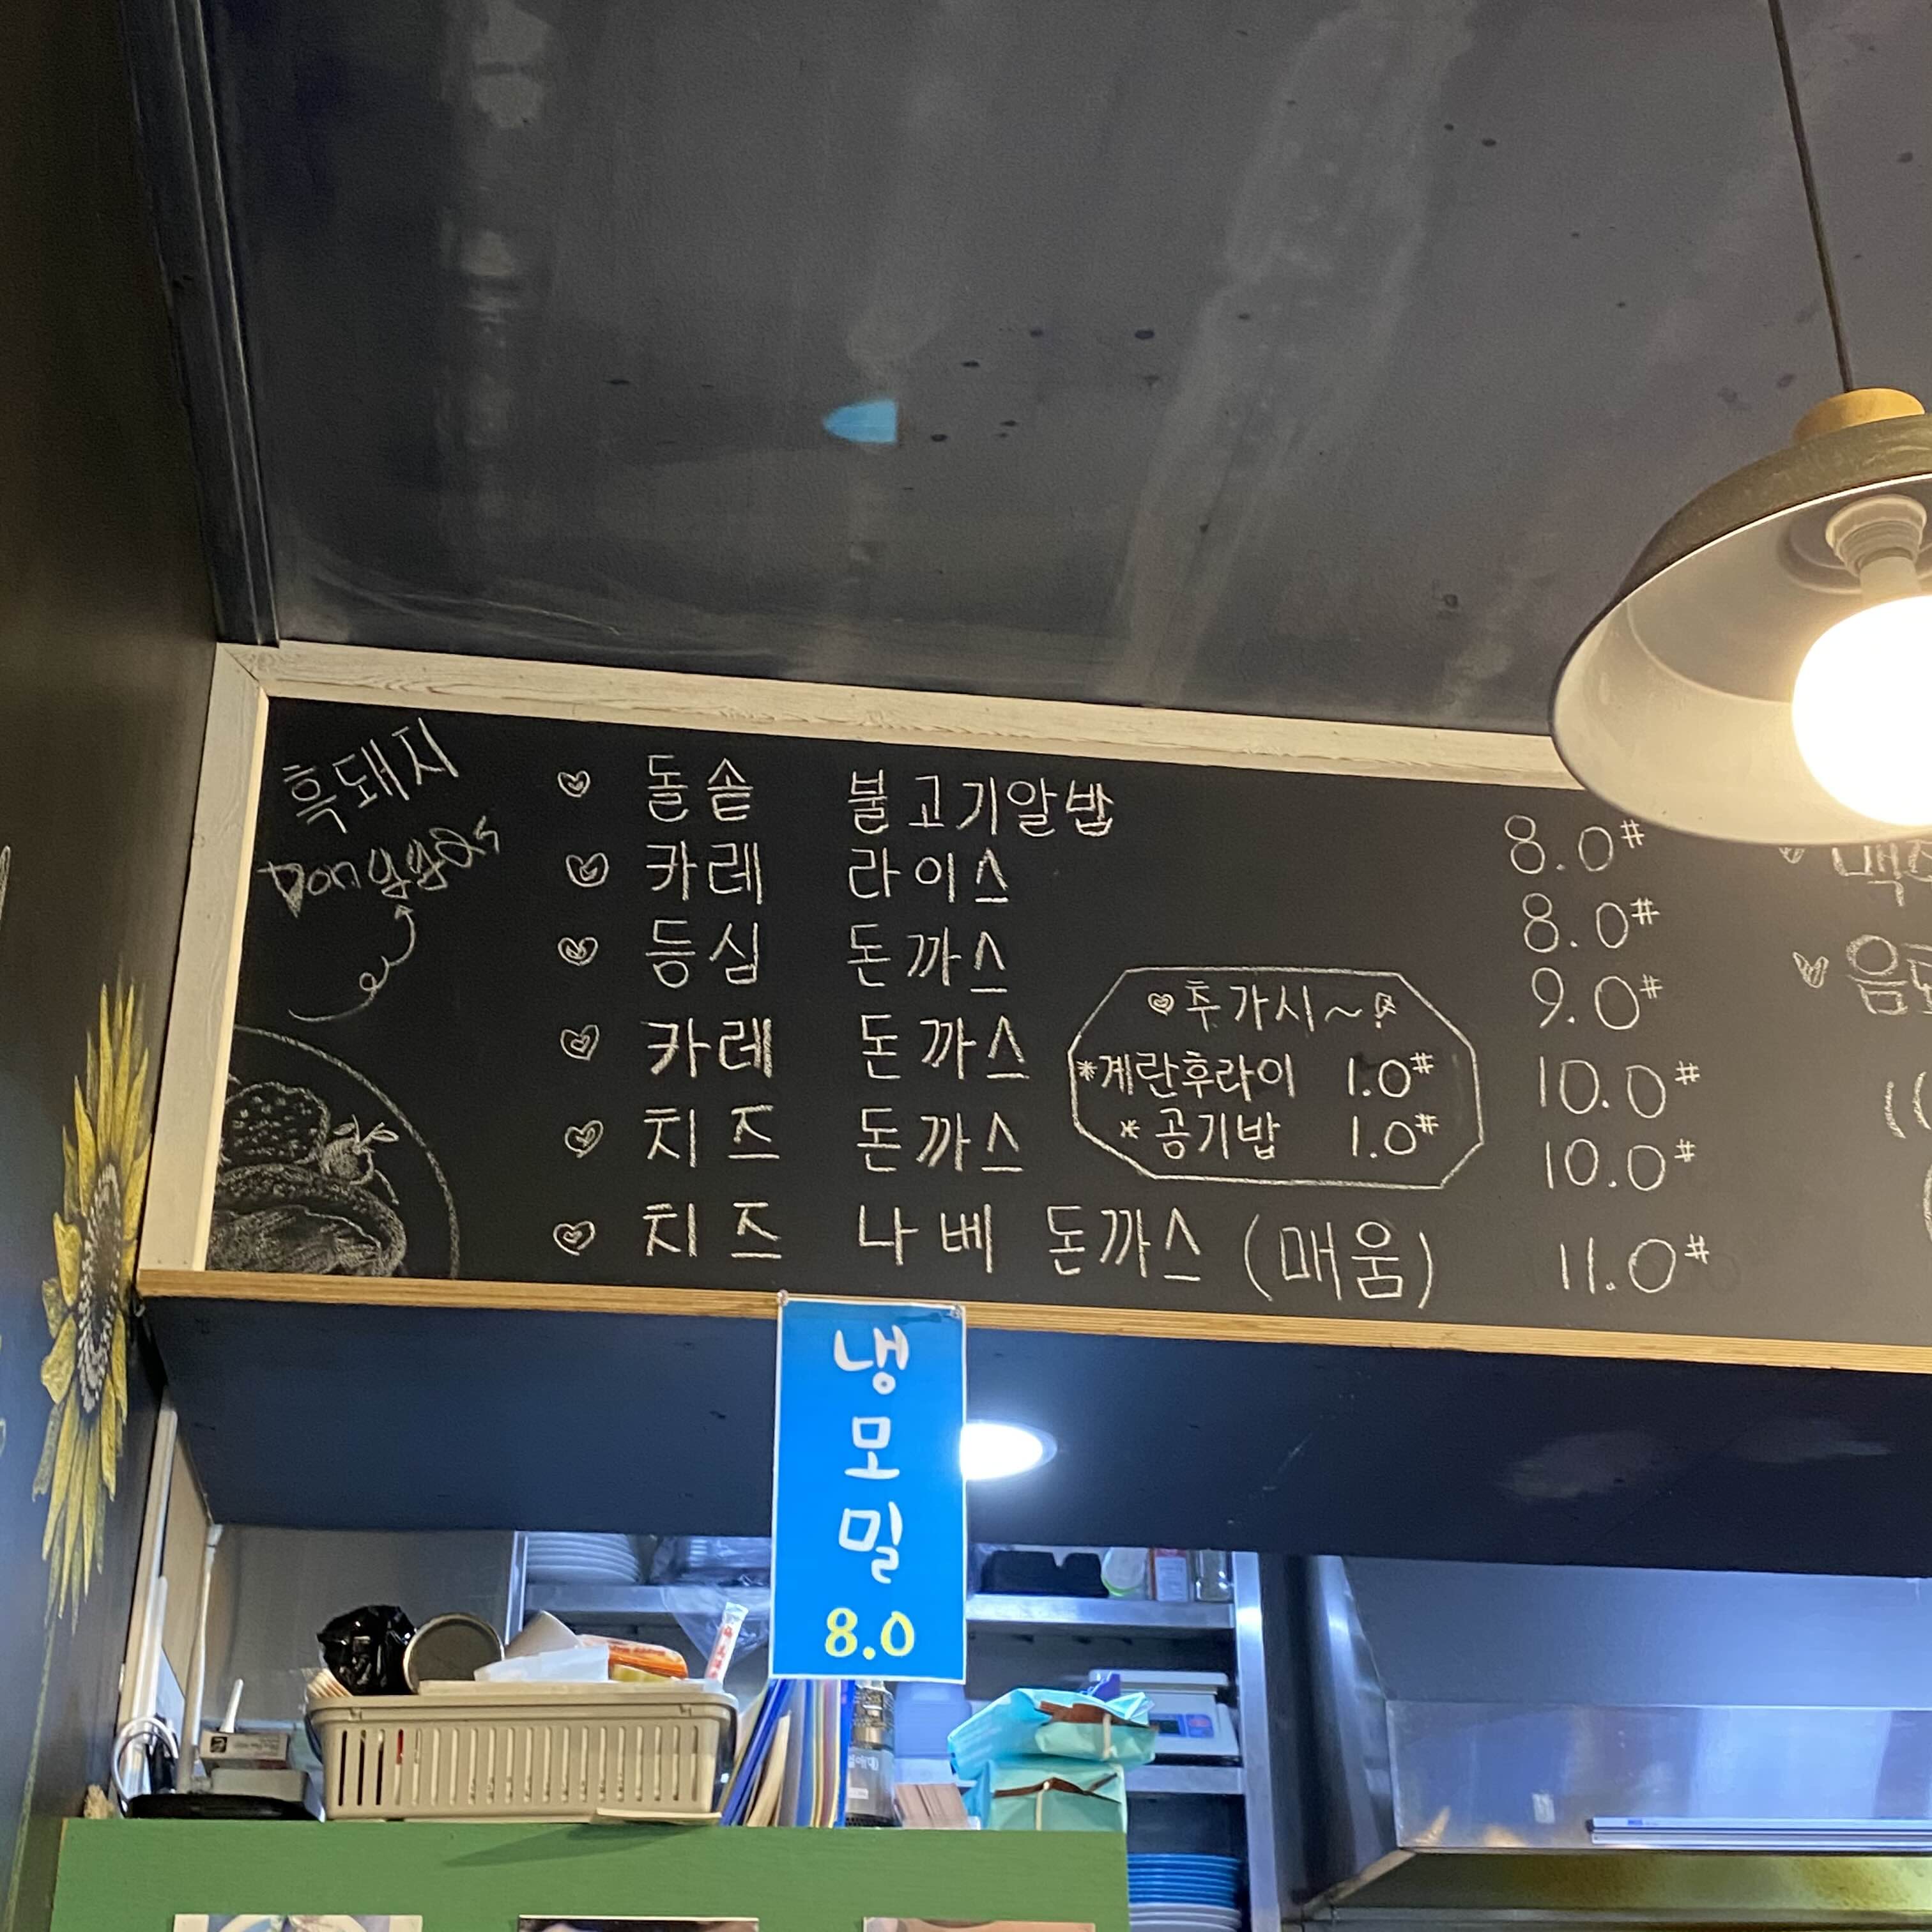 흑돼지
Donggas
돌솥 불고기알밥 8.0#
카레 라이스 8.0#
등심 돈까스 9.0#
카레 돈까스 10.0#
치즈 돈까스 10.0#
치즈 나베 돈까스 (매움) 11.0#
추가시~
*계란후라이 1.0#
*공기밥 1.0#
냉
모
밀
8.0